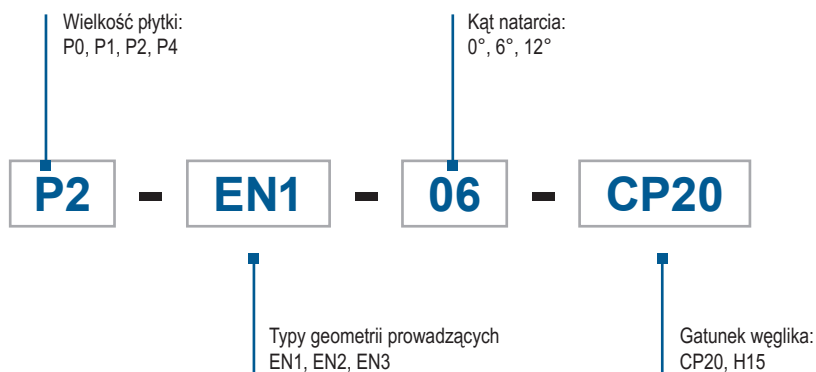 Wielkość płytki:
P0, P1, P2, P4
Kąt natarcia:
0°, 6°, 12°
P2 - EN1 - 06 - CP20
Typy geometrii prowadzących
EN1, EN2, EN3
Gatunek węglika:
CP20, H15